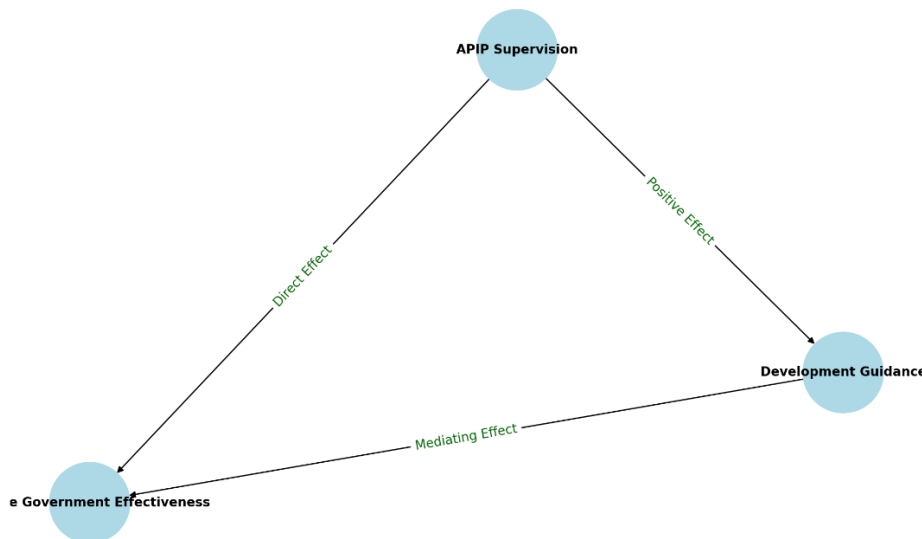 APIP Supervision
Positive Effect
Direct Effect
Development Guidance
Mediating Effect
e Government Effectiveness